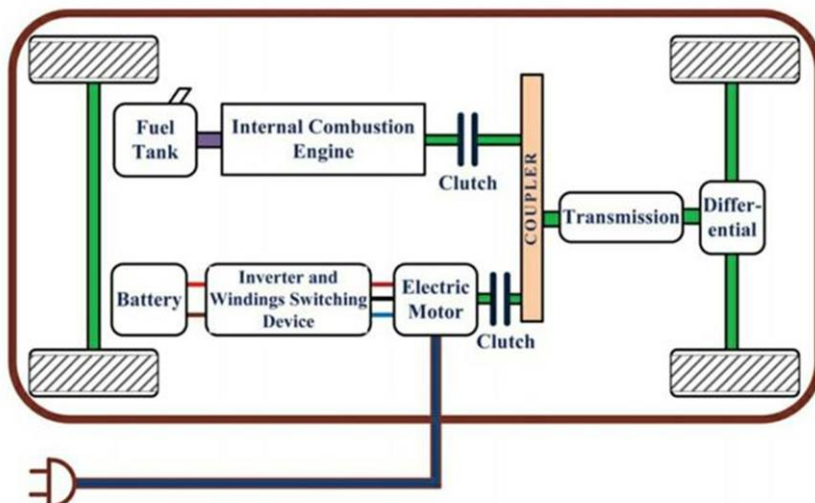 Fuel
Tank
Internal Combustion
Engine
Clutch
COUPLER
Transmission
Differ-
ential
Battery
Inverter and
Windings Switching
Device
Electric
Motor
Clutch